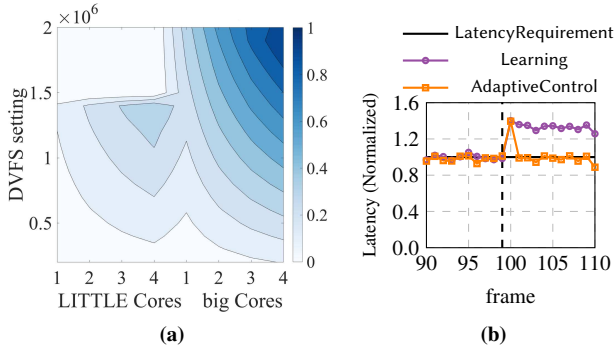 2 × 10⁶
DVFS setting
1.5
1
0.5
1 2 3 4 1 2 3 4
LITTLE Cores big Cores
1
0.8
0.6
0.4
0.2
0
(a)
LatencyRequirement
Learning
AdaptiveControl
Latency (Normalized)
1.6
1.2
0.8
0.4
0.0
90 95 100 105 110
frame
(b)